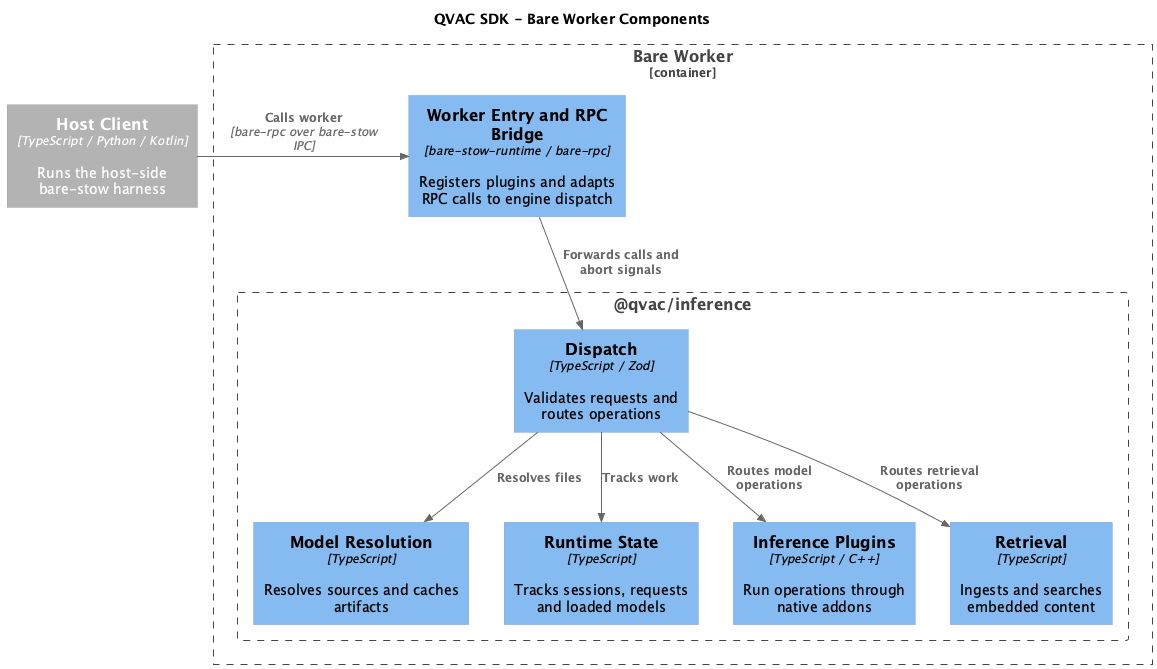 QVAC SDK – Bare Worker Components
Bare Worker
[container]
Host Client
[TypeScript / Python / Kotlin]
Runs the host-side
bare-stow harness
Calls worker
[bare-rpc over bare-stow
IPC]
Worker Entry and RPC
Bridge
[bare-stow-runtime / bare-rpc]
Registers plugins and adapts
RPC calls to engine dispatch
Forwards calls and
abort signals
@qvac/inference
Dispatch
[TypeScript / Zod]
Validates requests and
routes operations
Resolves files
Tracks work
Routes model
operations
Routes retrieval
operations
Model Resolution
[TypeScript]
Resolves sources and caches
artifacts
Runtime State
[TypeScript]
Tracks sessions, requests
and loaded models
Inference Plugins
[TypeScript / C++]
Run operations through
native addons
Retrieval
[TypeScript]
Ingests and searches
embedded content